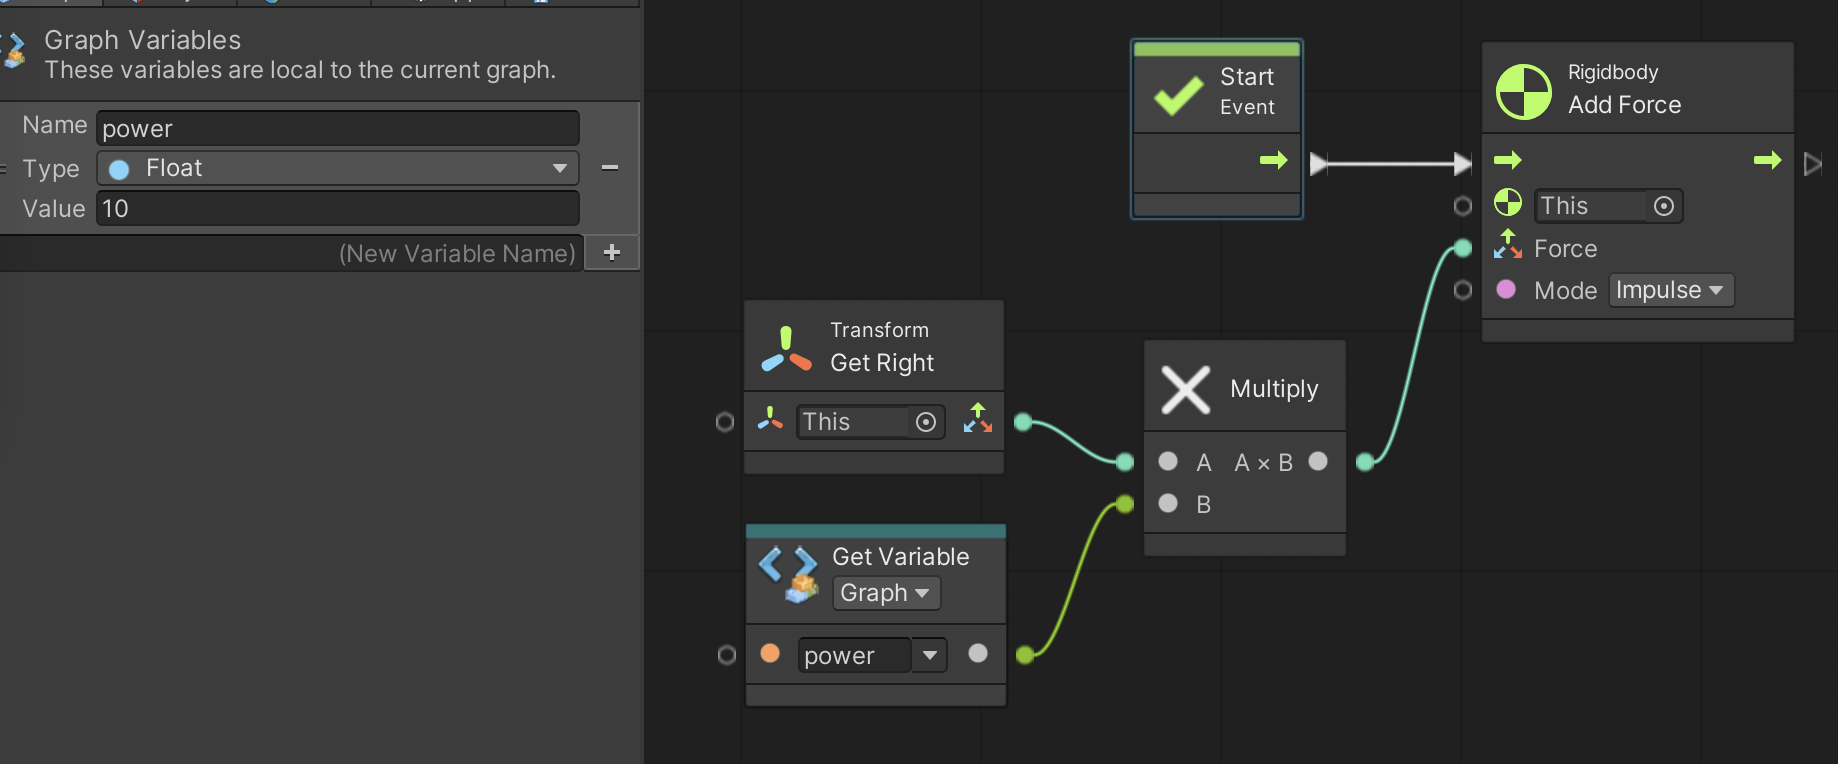 Graph Variables
These variables are local to the current graph.
Name power
Type Float
Value 10
(New Variable Name)
Start
Event
Rigidbody
Add Force
This
Force
Mode Impulse
Transform
Get Right
This
Multiply
A A × B
B
Get Variable
Graph
power